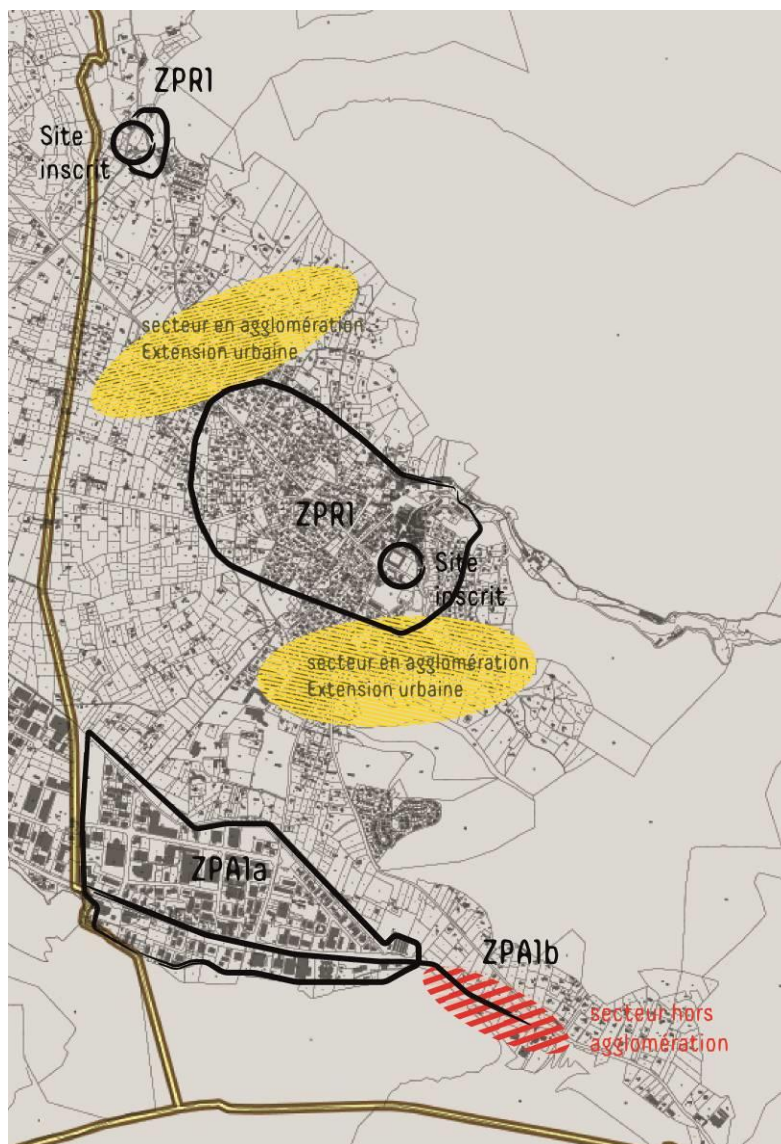 ZPR1
Site
inscrit
secteur en agglomération
Extension urbaine
ZPR1
Site
inscrit
secteur en agglomération
Extension urbaine
ZPA1a
ZPA1b
secteur hors
agglomération